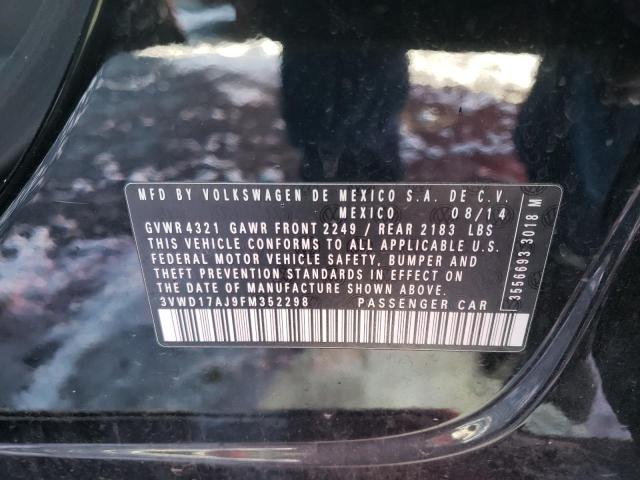 MFD BY VOLKSWAGEN DE MEXICO S.A. DE C.V.
MEXICO 08/14
GVWR 4321 GAWR FRONT 2249 / REAR 2183 LBS
THIS VEHICLE CONFORMS TO ALL APPLICABLE U.S.
FEDERAL MOTOR VEHICLE SAFETY, BUMPER AND
THEFT PREVENTION STANDARDS IN EFFECT ON
THE DATE OF MANUFACTURE SHOWN ABOVE.
3VWD17AJ9FM352298 PASSENGER CAR
3556693 3018 M